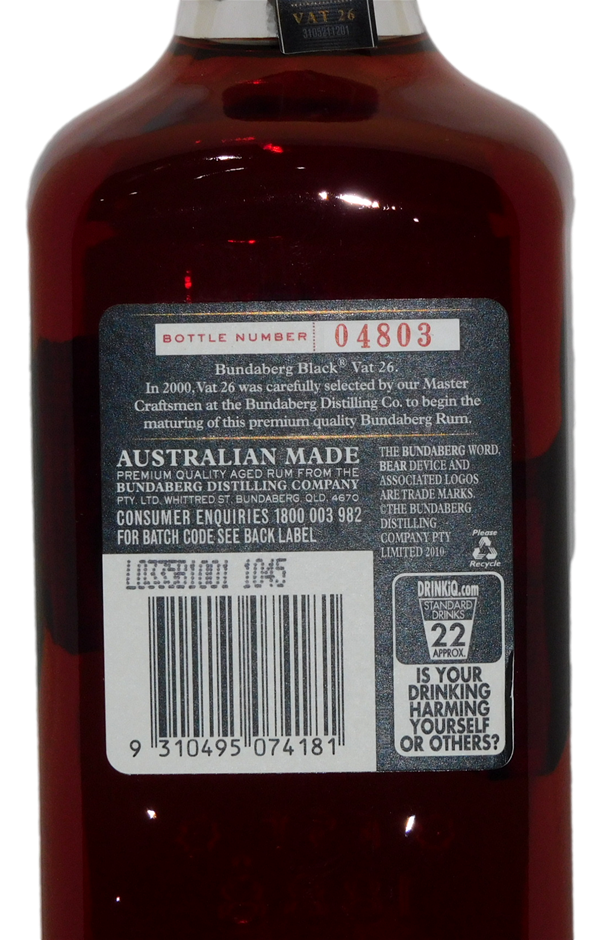 VAT 26
BOTTLE NUMBER 04803
Bundaberg Black® Vat 26.
In 2000, Vat 26 was carefully selected by our Master
Craftsmen at the Bundaberg Distilling Co. to begin the
maturing of this premium quality Bundaberg Rum.
AUSTRALIAN MADE
PREMIUM QUALITY AGED RUM FROM THE
BUNDABERG DISTILLING COMPANY
PTY. LTD. WHITTRED ST. BUNDABERG. QLD. 4670
CONSUMER ENQUIRIES 1800 003 982
FOR BATCH CODE SEE BACK LABEL
THE BUNDABERG WORD,
BEAR DEVICE AND
ASSOCIATED LOGOS
ARE TRADE MARKS.
©THE BUNDABERG
DISTILLING
COMPANY PTY
LIMITED 2010
Please
Recycle
L0335B1001 1045
9 310495 074181
DRINKiQ.com
STANDARD
DRINKS
22
APPROX.
IS YOUR
DRINKING
HARMING
YOURSELF
OR OTHERS?